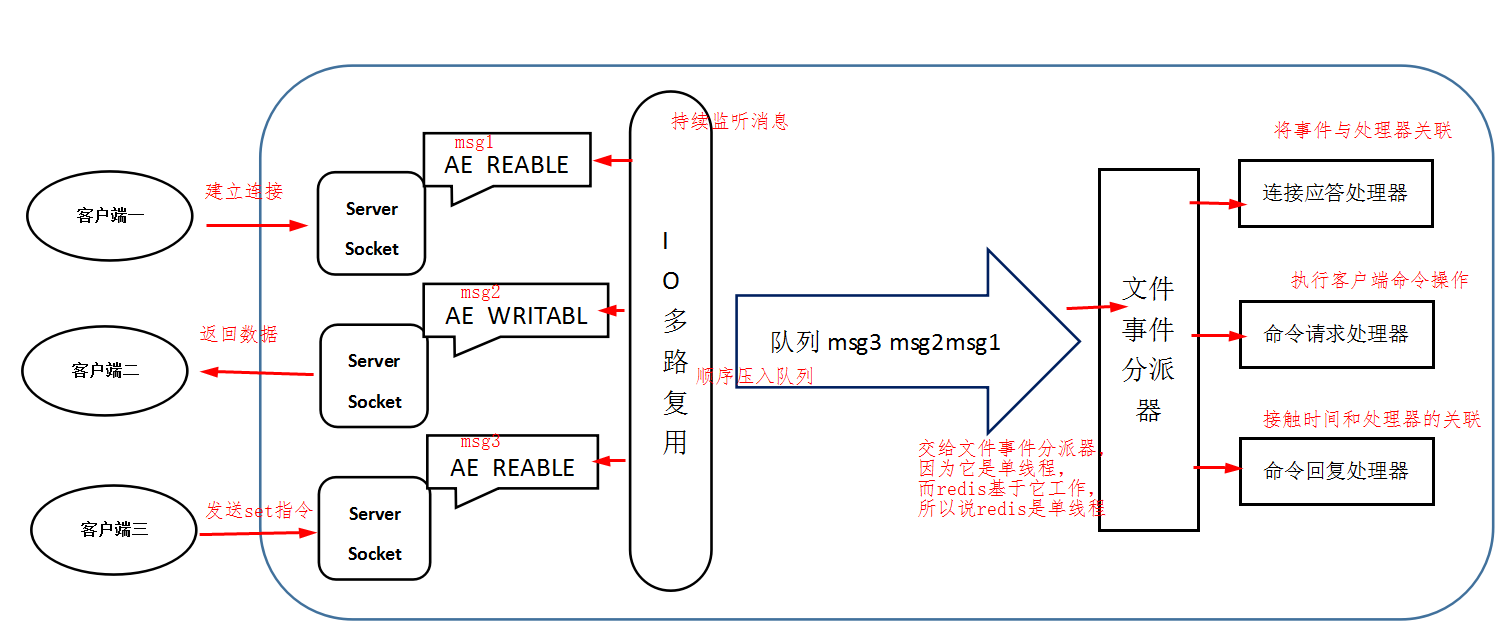 持续监听消息
将事件与处理器关联
msg1
AE REABLE
建立连接
客户端一
Server
Socket
连接应答处理器
I
O
多
路
复
用
执行客户端命令操作
msg2
AE WRITABL
返回数据
客户端二
Server
Socket
队列 msg3 msg2msg1
顺序压入队列
文件
事件
分派
器
命令请求处理器
接触时间和处理器的关联
msg3
AE REABLE
交给文件事件分派器,
因为它是单线程,
而redis基于它工作,
所以说redis是单线程
命令回复处理器
发送set指令
客户端三
Server
Socket